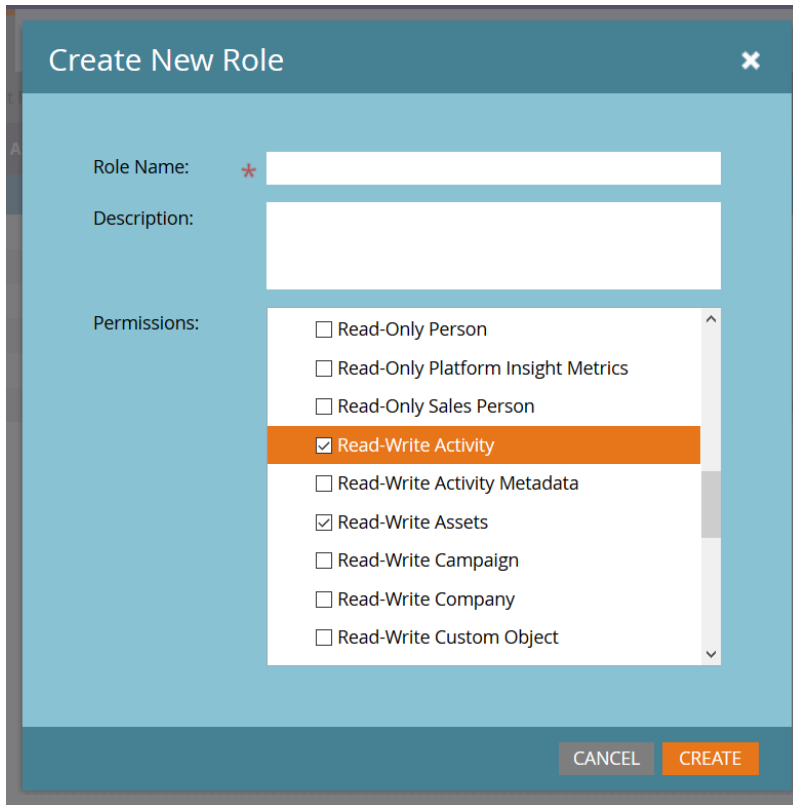 Create New Role
Role Name: *
Description:
Permissions:
Read-Only Person
Read-Only Platform Insight Metrics
Read-Only Sales Person
Read-Write Activity
Read-Write Activity Metadata
Read-Write Assets
Read-Write Campaign
Read-Write Company
Read-Write Custom Object
CANCEL CREATE